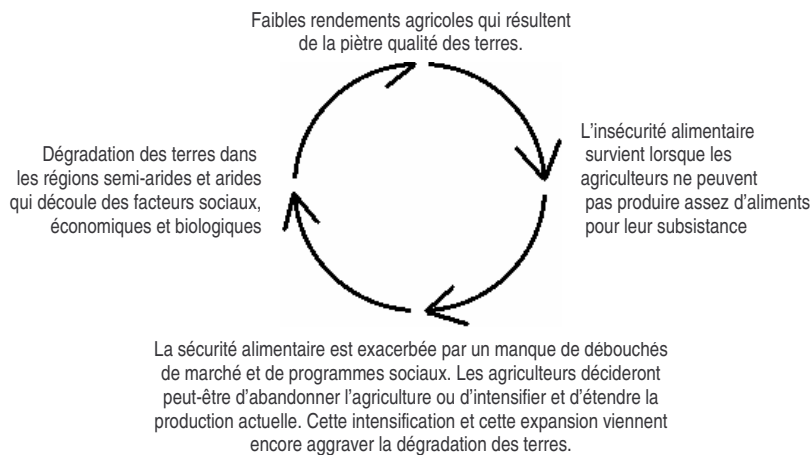 Faibles rendements agricoles qui résultent
de la piètre qualité des terres.
L'insécurité alimentaire
survient lorsque les
agriculteurs ne peuvent
pas produire assez d'aliments
pour leur subsistance
La sécurité alimentaire est exacerbée par un manque de débouchés
de marché et de programmes sociaux. Les agriculteurs décideront
peut-être d'abandonner l'agriculture ou d'intensifier et d'étendre la
production actuelle. Cette intensification et cette expansion viennent
encore aggraver la dégradation des terres.
Dégradation des terres dans
les régions semi-arides et arides
qui découle des facteurs sociaux,
économiques et biologiques